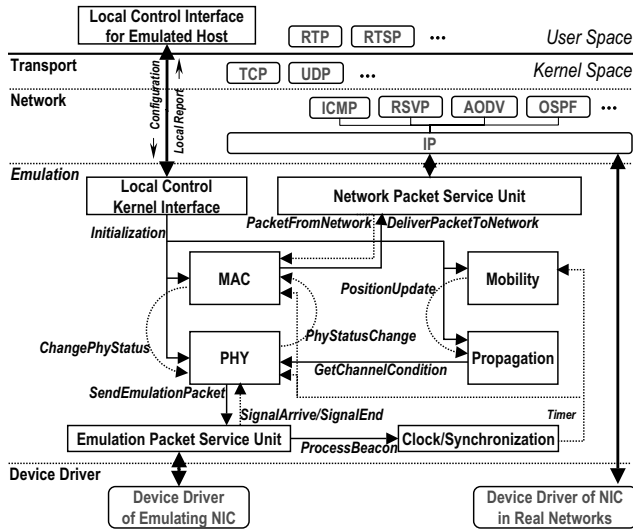 Local Control Interface
for Emulated Host
RTP
RTSP
...
User Space
Transport
TCP
UDP
...
Kernel Space
Network
Configuration
Local Report
ICMP
RSVP
AODV
OSPF
...
IP
Emulation
Local Control
Kernel Interface
Network Packet Service Unit
Initialization
PacketFromNetwork
DeliverPacketToNetwork
MAC
Mobility
PositionUpdate
ChangePhyStatus
PhyStatusChange
PHY
Propagation
GetChannelCondition
SendEmulationPacket
SignalArrive/SignalEnd
Timer
Emulation Packet Service Unit
ProcessBeacon
Clock/Synchronization
Device Driver
Device Driver
of Emulating NIC
Device Driver of NIC
in Real Networks